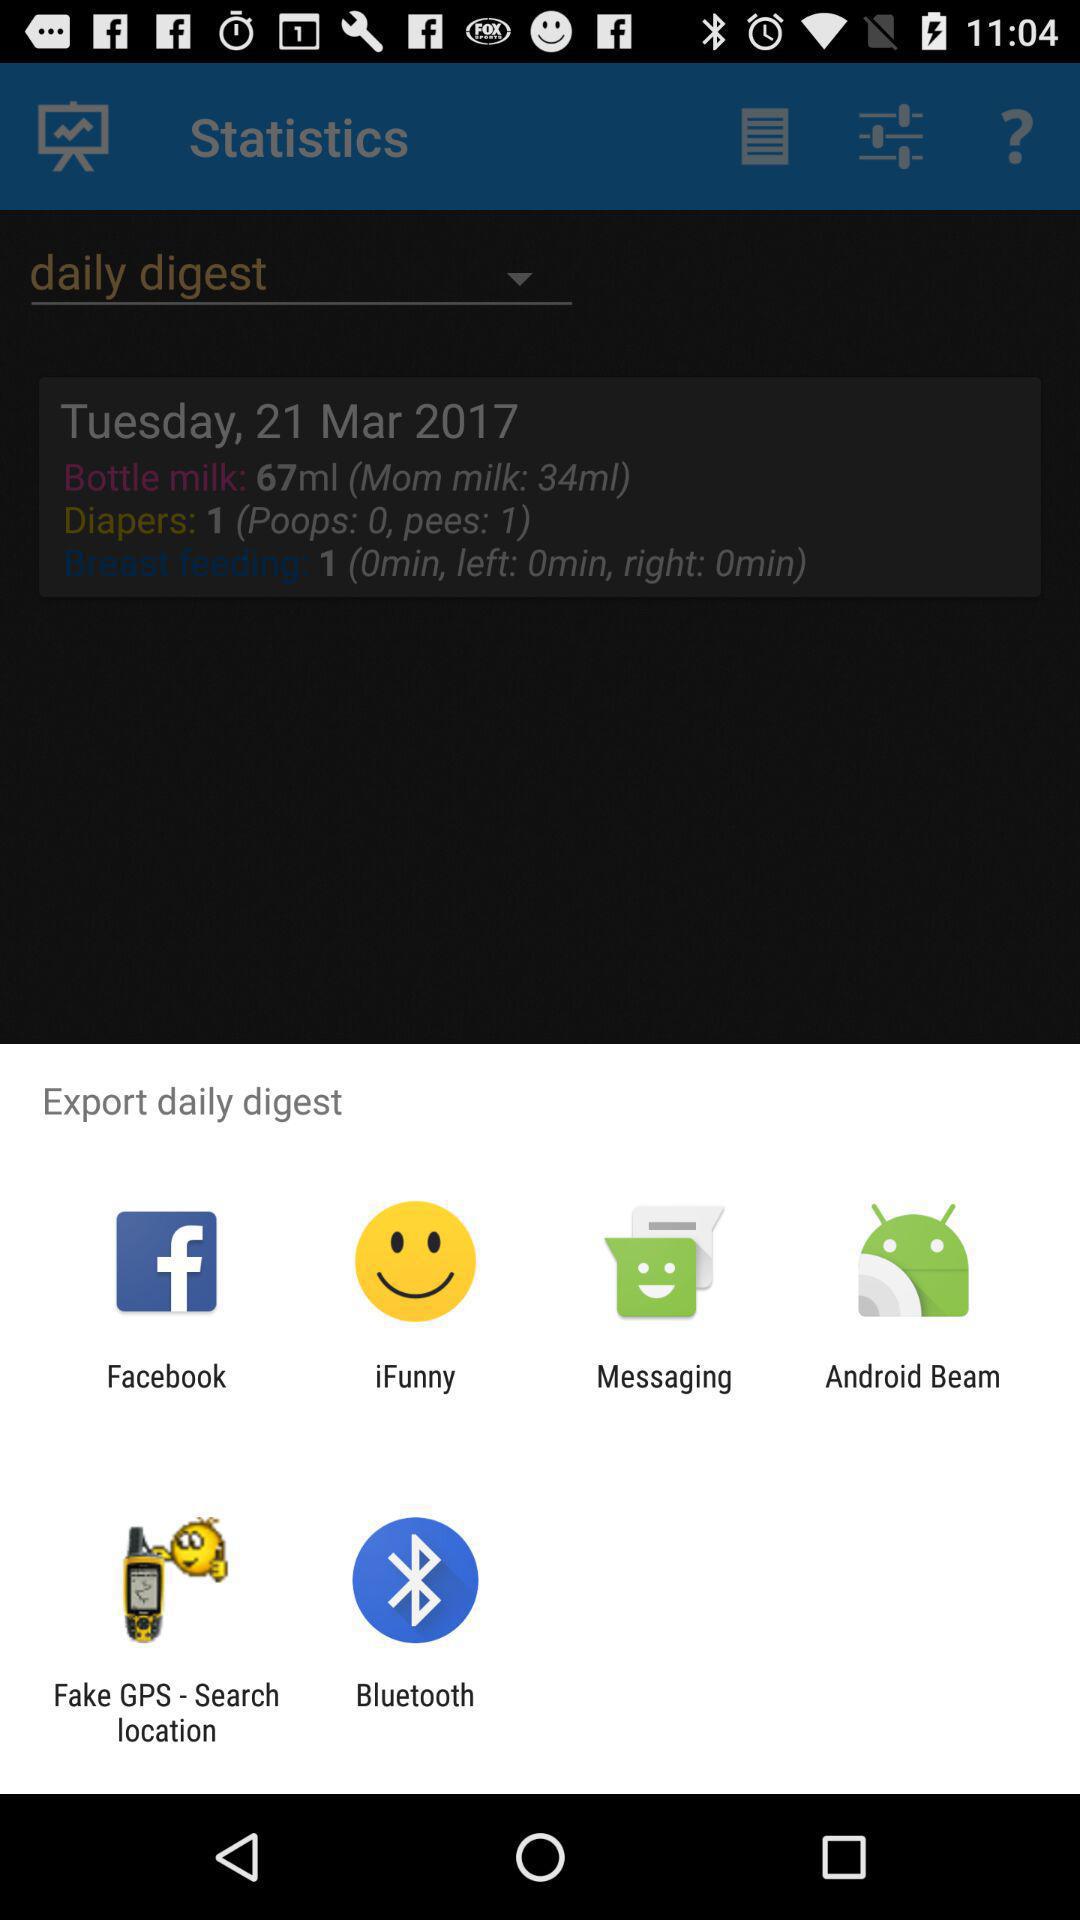 11:04
Statistics
daily digest
Tuesday, 21 Mar 2017
Bottle milk: 67ml (Mom milk: 34ml)
Diapers: 1 (Poops: 0, pees: 1)
Breast feeding: 1 (0min, left: 0min, right: 0min)
Export daily digest
Facebook
iFunny
Messaging
Android Beam
Fake GPS - Search
location
Bluetooth